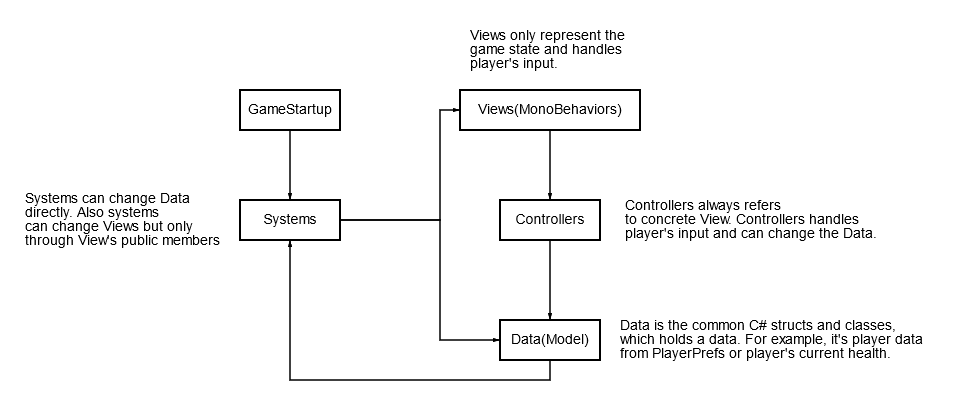 Views only represent the
game state and handles
player's input.
GameStartup
Views(MonoBehaviors)
Systems can change Data
directly. Also systems
can change Views but only
through View's public members
Systems
Controllers
Controllers always refers
to concrete View. Controllers handles
player's input and can change the Data.
Data(Model)
Data is the common C# structs and classes,
which holds a data. For example, it's player data
from PlayerPrefs or player's current health.